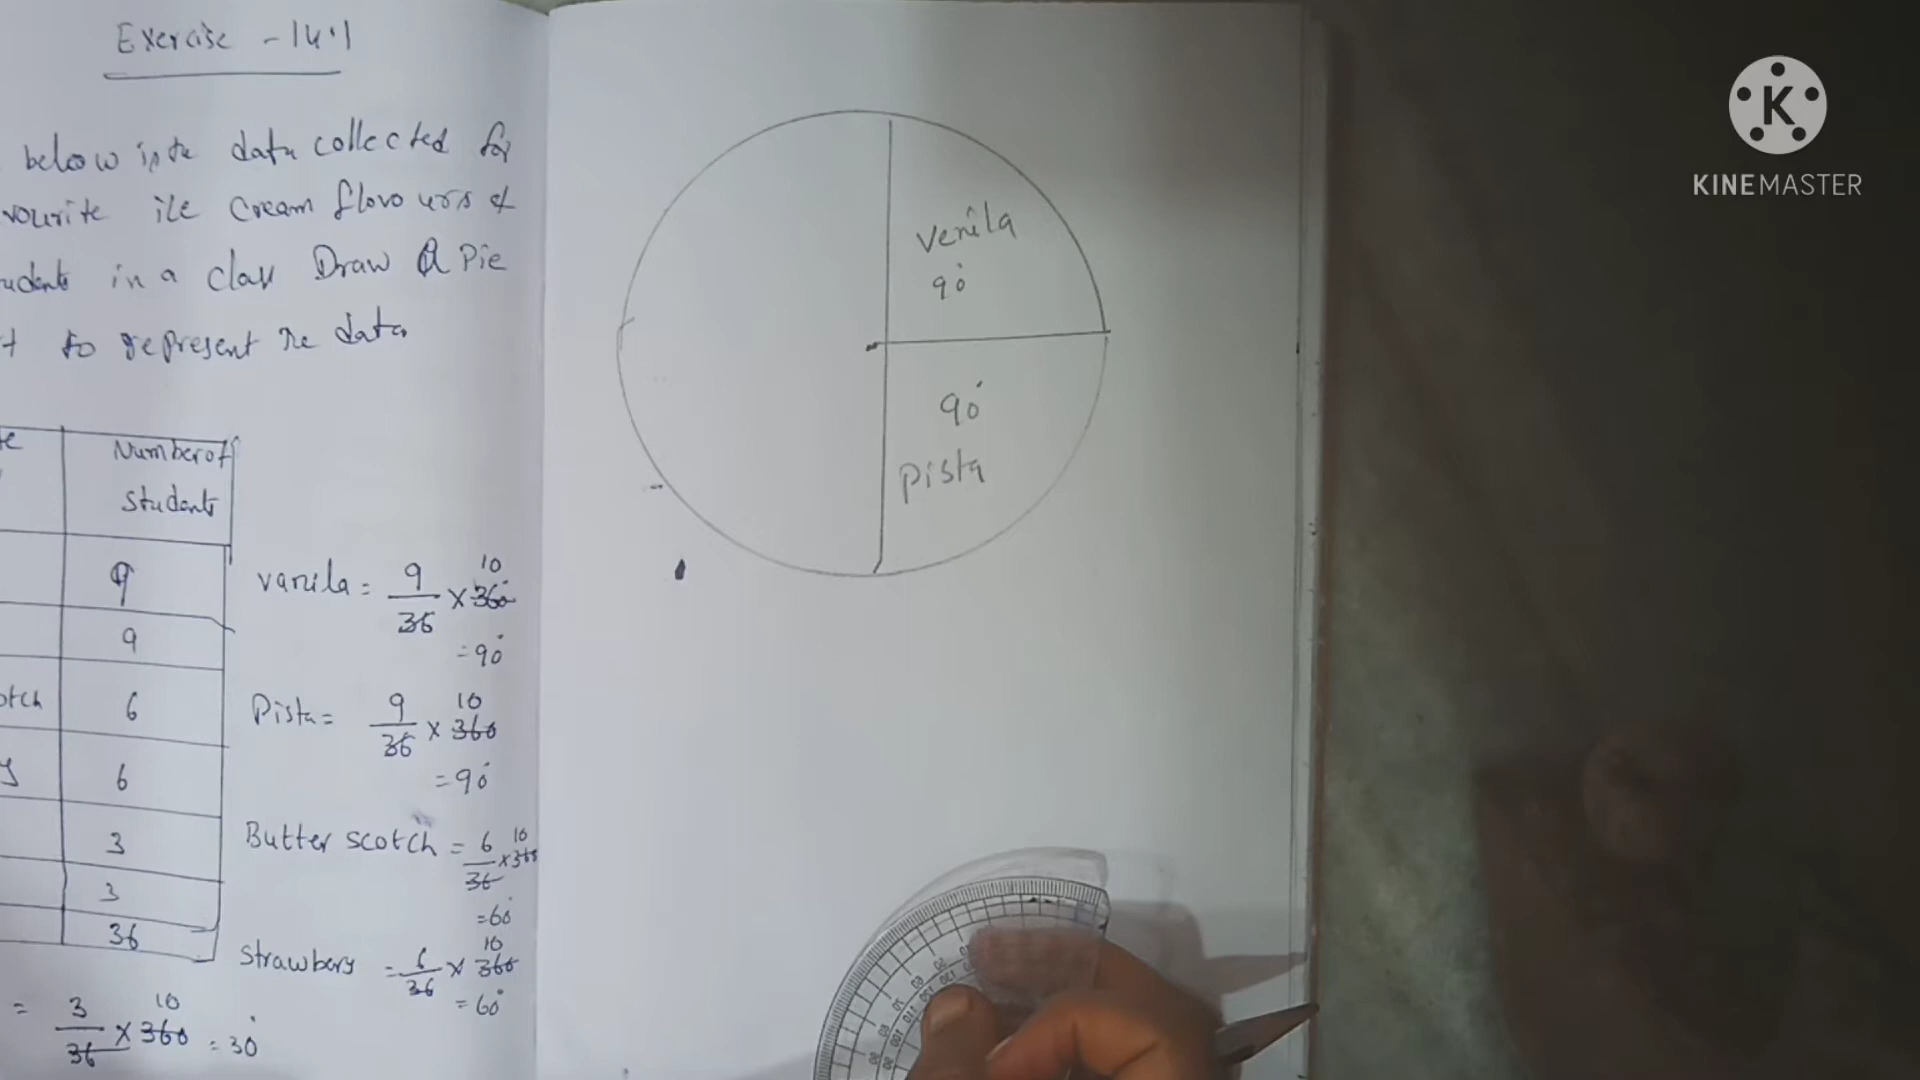 Exercise - 14.1
below is the data collected for
vourite ice Cream flovours of
udents in a class Draw A Pie
t to represent the data
Number of
Students
9
9
otch 6
y 6
3
3
36
vanila = 9/36 × 360 10
= 90°
Pista = 9/36 × 360 10
= 90°
Butter scotch = 6/36 × 360 10
= 60°
strawbery = 6/36 × 360 10
= 60°
= 3/36 × 360 10 = 30°
Venila
90°
90°
pista
K
KINEMASTER